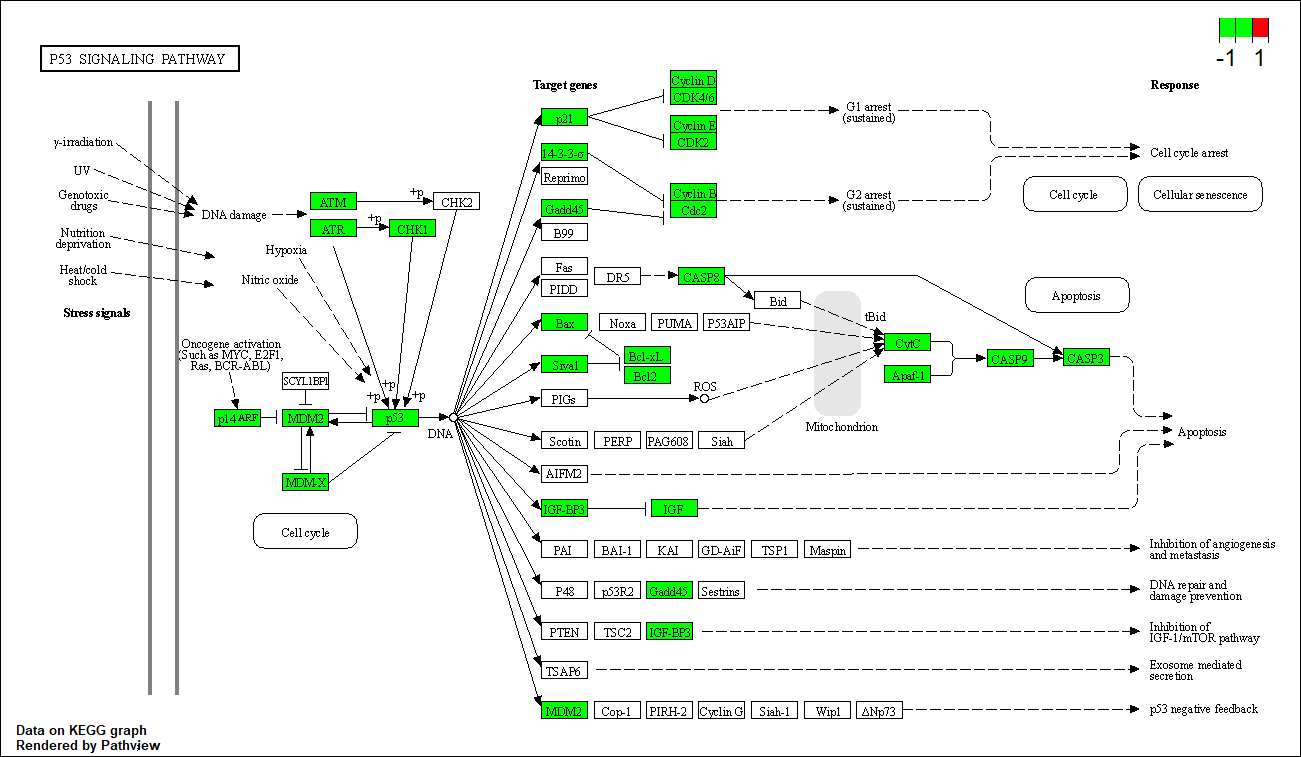 P53 SIGNALING PATHWAY
-1 1
Target genes
Response
Cyclin D
CDK4/6
p21
G1 arrest
(sustained)
Cyclin E
CDK2
γ-irradiation
14-3-3-σ
Cell cycle arrest
UV
Reprimo
Genotoxic
drugs
ATM
+p
CHK2
Cyclin B
Cdc2
G2 arrest
(sustained)
Cell cycle
Cellular senescence
DNA damage
Gadd45
+p
ATR
CHK1
B99
Nutrition
deprivation
Hypoxia
Fas
DR5
CASP8
Heat/cold
shock
Nitric oxide
PIDD
Bid
Apoptosis
Stress signals
tBid
Bax
Noxa
PUMA
P53AIP
CytC
Oncogene activation
(Such as MYC, E2F1,
Ras, BCR-ABL)
Bcl-xL
Bcl2
Siva1
CASP9
CASP3
Apaf-1
SCYL1BP1
+p
+p
+p
ROS
PIGs
p14ARF
MDM2
p53
DNA
Mitochondrion
Apoptosis
Scotin
PERP
PAG608
Siah
AIFM2
MDM-X
IGF-BP3
IGF
Cell cycle
PAI
BAI-1
KAI
GD-AiF
TSP1
Maspin
Inhibition of angiogenesis
and metastasis
P48
p53R2
Gadd45
Sestrins
DNA repair and
damage prevention
PTEN
TSC2
IGF-BP3
Inhibition of
IGF-1/mTOR pathway
TSAP6
Exosome mediated
secretion
MDM2
Cop-1
PIRH-2
Cyclin G
Siah-1
Wip1
ΔNp73
p53 negative feedback
Data on KEGG graph
Rendered by Pathview